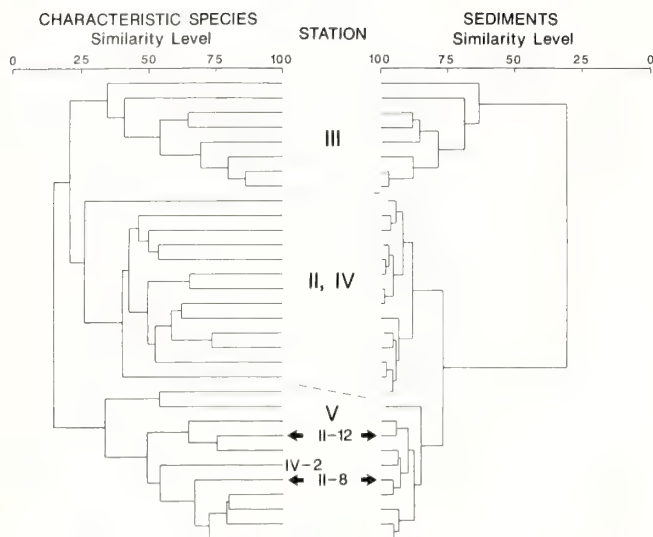 CHARACTERISTIC SPECIES
Similarity Level
STATION
SEDIMENTS
Similarity Level
0 25 50 75 100
100 75 50 25 0
III
II, IV
V
II-12
IV-2
II-8